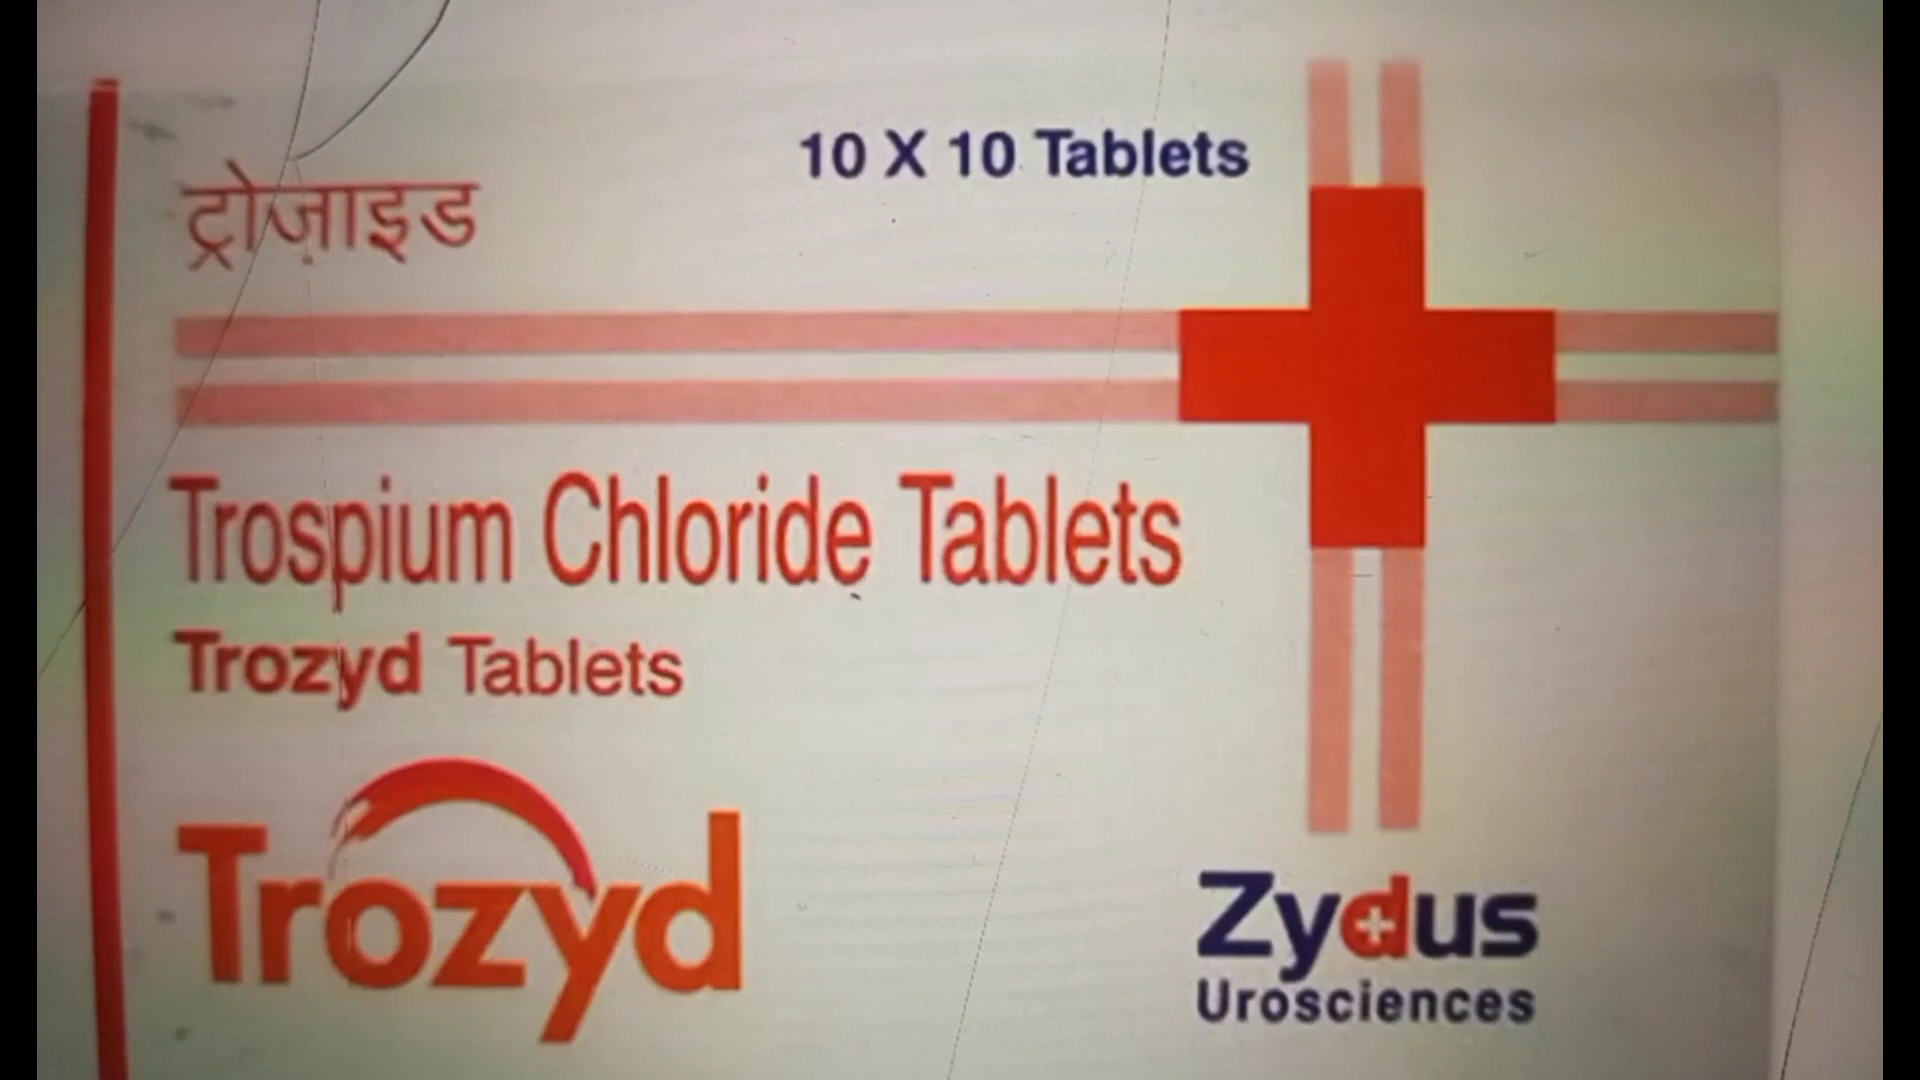 10 X 10 Tablets
ट्रोज़ाइड
Trospium Chloride Tablets
Trozyd Tablets
Trozyd
Zydus
Urosciences